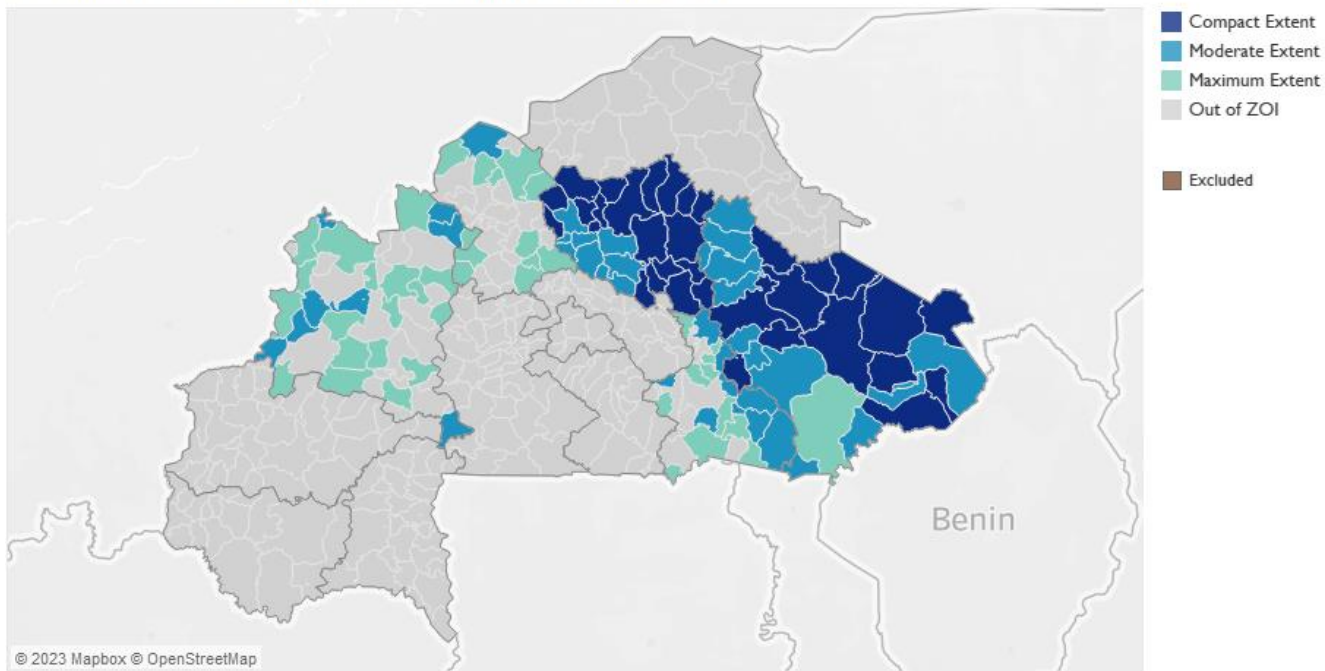 Compact Extent
Moderate Extent
Maximum Extent
Out of ZOI
Excluded
Benin
© 2023 Mapbox © OpenStreetMap